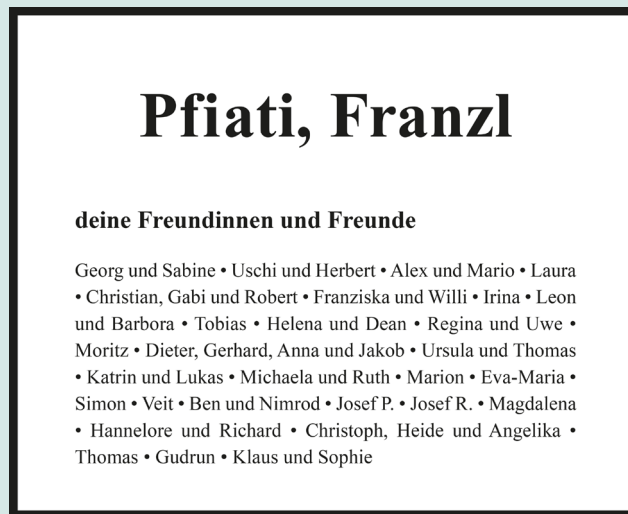 Pfiati, Franzl
deine Freundinnen und Freunde
Georg und Sabine • Uschi und Herbert • Alex und Mario • Laura
• Christian, Gabi und Robert • Franziska und Willi • Irina • Leon
und Barbora • Tobias • Helena und Dean • Regina und Uwe •
Moritz • Dieter, Gerhard, Anna und Jakob • Ursula und Thomas
• Katrin und Lukas • Michaela und Ruth • Marion • Eva-Maria •
Simon • Veit • Ben und Nimrod • Josef P. • Josef R. • Magdalena
• Hannelore und Richard • Christoph, Heide und Angelika •
Thomas • Gudrun • Klaus und Sophie